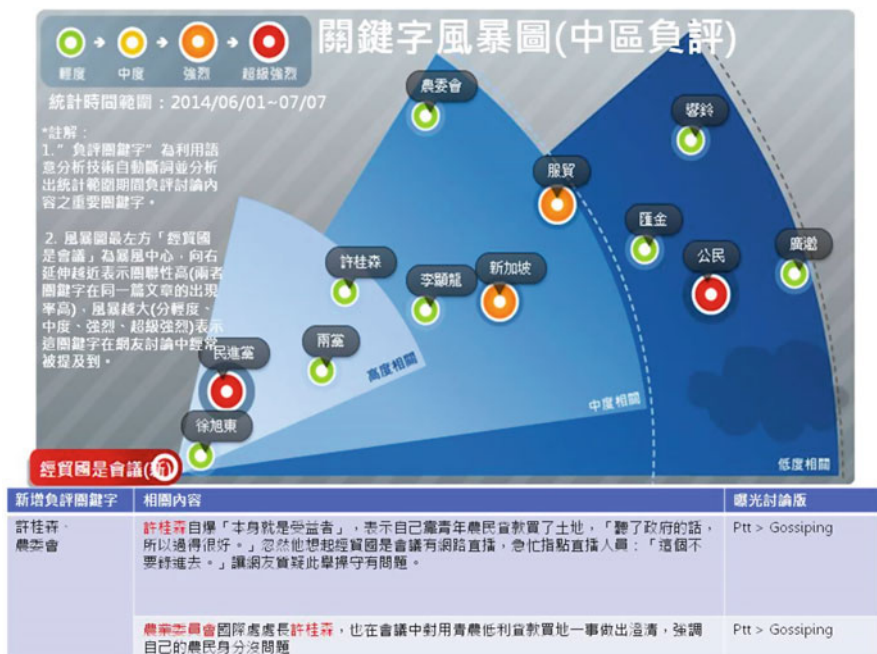 關鍵字風暴圖(中區負評)
輕度 中度 強烈 超級強烈
統計時間範圍：2014/06/01~07/07
*註解：
1.”負評關鍵字”為利用語
意分析技術自動斷詞並分析
出統計範圍期間負評討論內
容之重要關鍵字。
2. 風暴圖最左方「經貿國
是會議」為暴風中心，向右
延伸越近表示關聯性高(兩者
關鍵字在同一篇文章的出現
率高)、風暴越大(分輕度、
中度、強烈、超級強烈)表示
這關鍵字在網友討論中經常
被提及到。
農委會
響鈴
服貿
匯金
許桂森
李顯龍
新加坡
公民
廣邀
民進黨
兩黨
徐旭東
高度相關
中度相關
低度相關
經貿國是會議(新)
新增負評關鍵字 相關內容 曝光討論版
許桂森、
農委會
許桂森自爆「本身就是受益者」，表示自己靠青年農民貸款買了土地，「聽了政府的話，
所以過得很好。」忽然他想起經貿國是會議有網路直播，急忙指點直播人員：「這個不
要錄進去。」讓網友質疑此舉操守有問題。
Ptt > Gossiping
農業委員會國際處處長許桂森，也在會議中對用青農低利貸款買地一事做出澄清，強調
自己的農民身分沒問題
Ptt > Gossiping